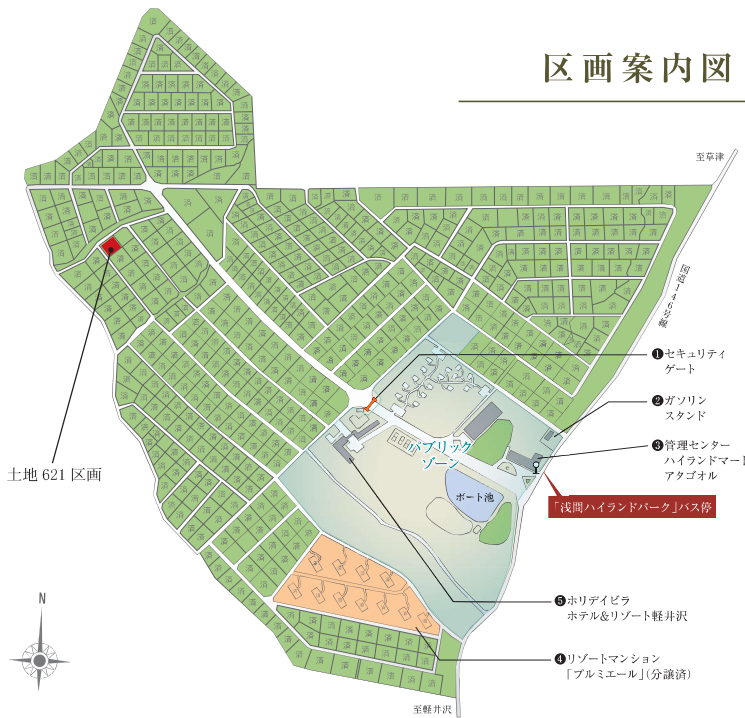 区画案内図
至草津
国道146号線
❶セキュリティ
ゲート
❷ガソリン
スタンド
❸管理センター
ハイランドマート
アタゴオル
パブリック
ゾーン
土地 621 区画
ボート池
「浅間ハイランドパーク」バス停
N
❺ホリデイビラ
ホテル&リゾート軽井沢
❹リゾートマンション
「プルミエール」(分譲済)
至軽井沢
済